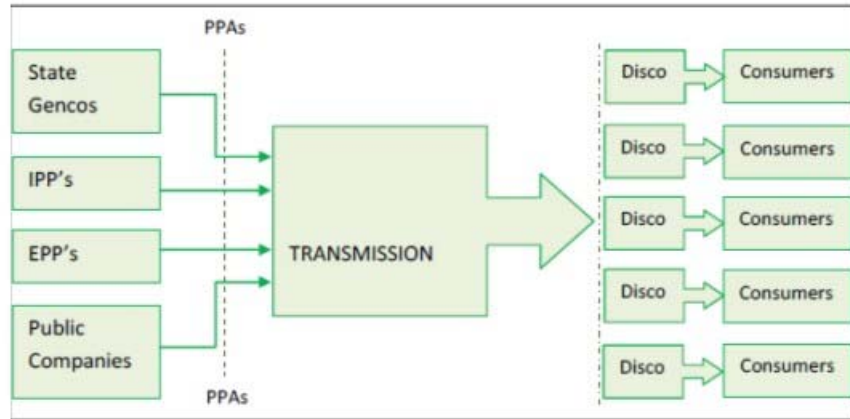 PPAs
State
Gencos
IPP's
EPP's
Public
Companies
PPAs
TRANSMISSION
Disco
Consumers
Disco
Consumers
Disco
Consumers
Disco
Consumers
Disco
Consumers